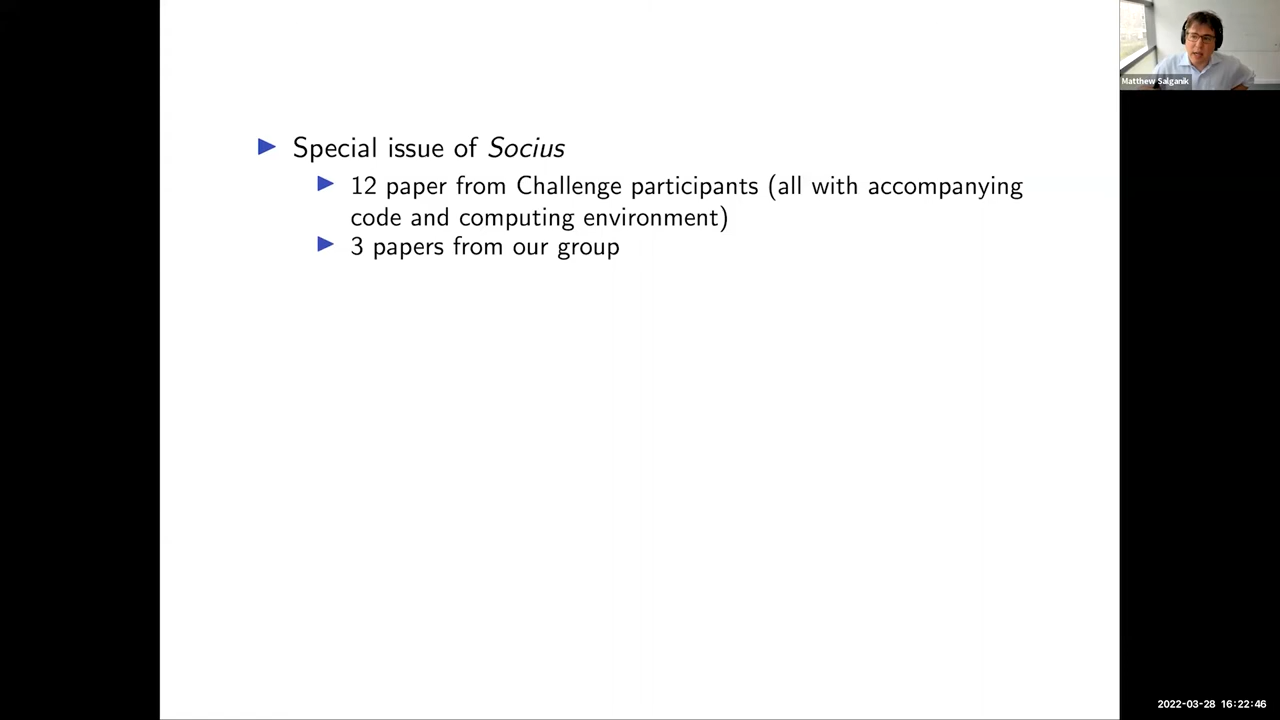 Matthew Salganik
▶ Special issue of Socius
▶ 12 paper from Challenge participants (all with accompanying
code and computing environment)
▶ 3 papers from our group
2022-03-28 16:22:46